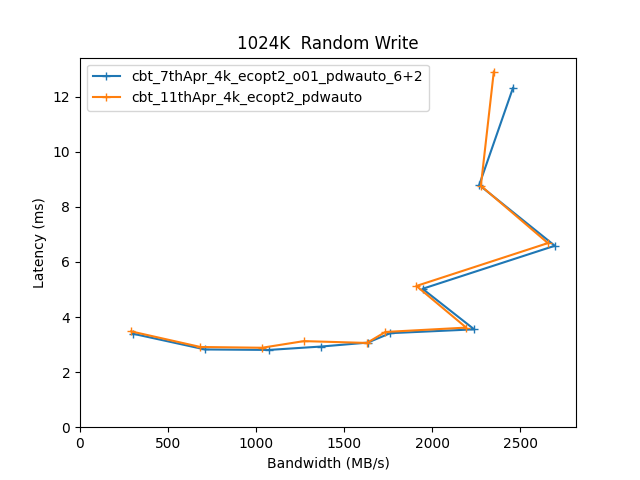 1024K  Random Write
cbt_7thApr_4k_ecopt2_o01_pdwauto_6+2
cbt_11thApr_4k_ecopt2_pdwauto
Latency (ms)
12
10
8
6
4
2
0
0 500 1000 1500 2000 2500
Bandwidth (MB/s)